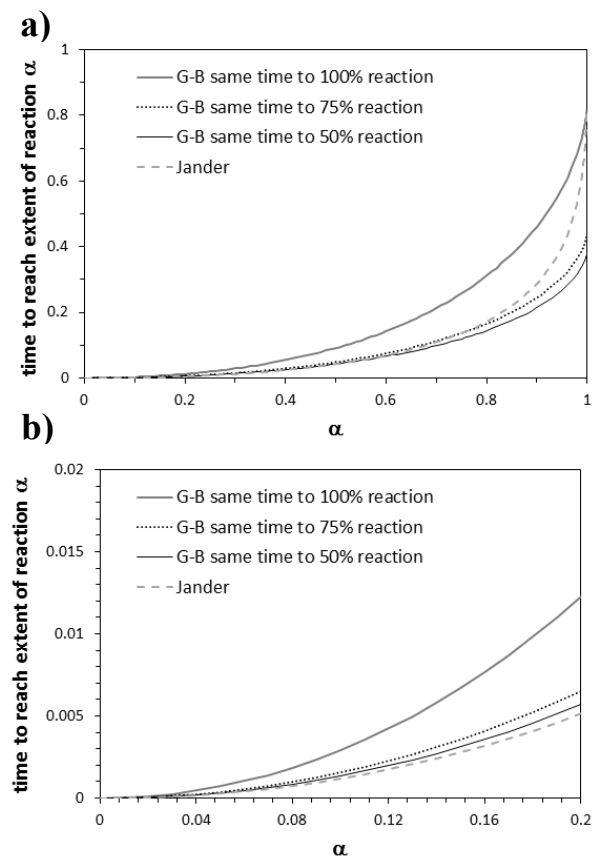 a)
1
G-B same time to 100% reaction
0.8
G-B same time to 75% reaction
G-B same time to 50% reaction
0.6
Jander
0.4
0.2
0
time to reach extent of reaction α
0 0.2 0.4 0.6 0.8 1
α
b)
0.02
G-B same time to 100% reaction
G-B same time to 75% reaction
0.015
G-B same time to 50% reaction
Jander
0.01
0.005
0
time to reach extent of reaction α
0 0.04 0.08 0.12 0.16 0.2
α